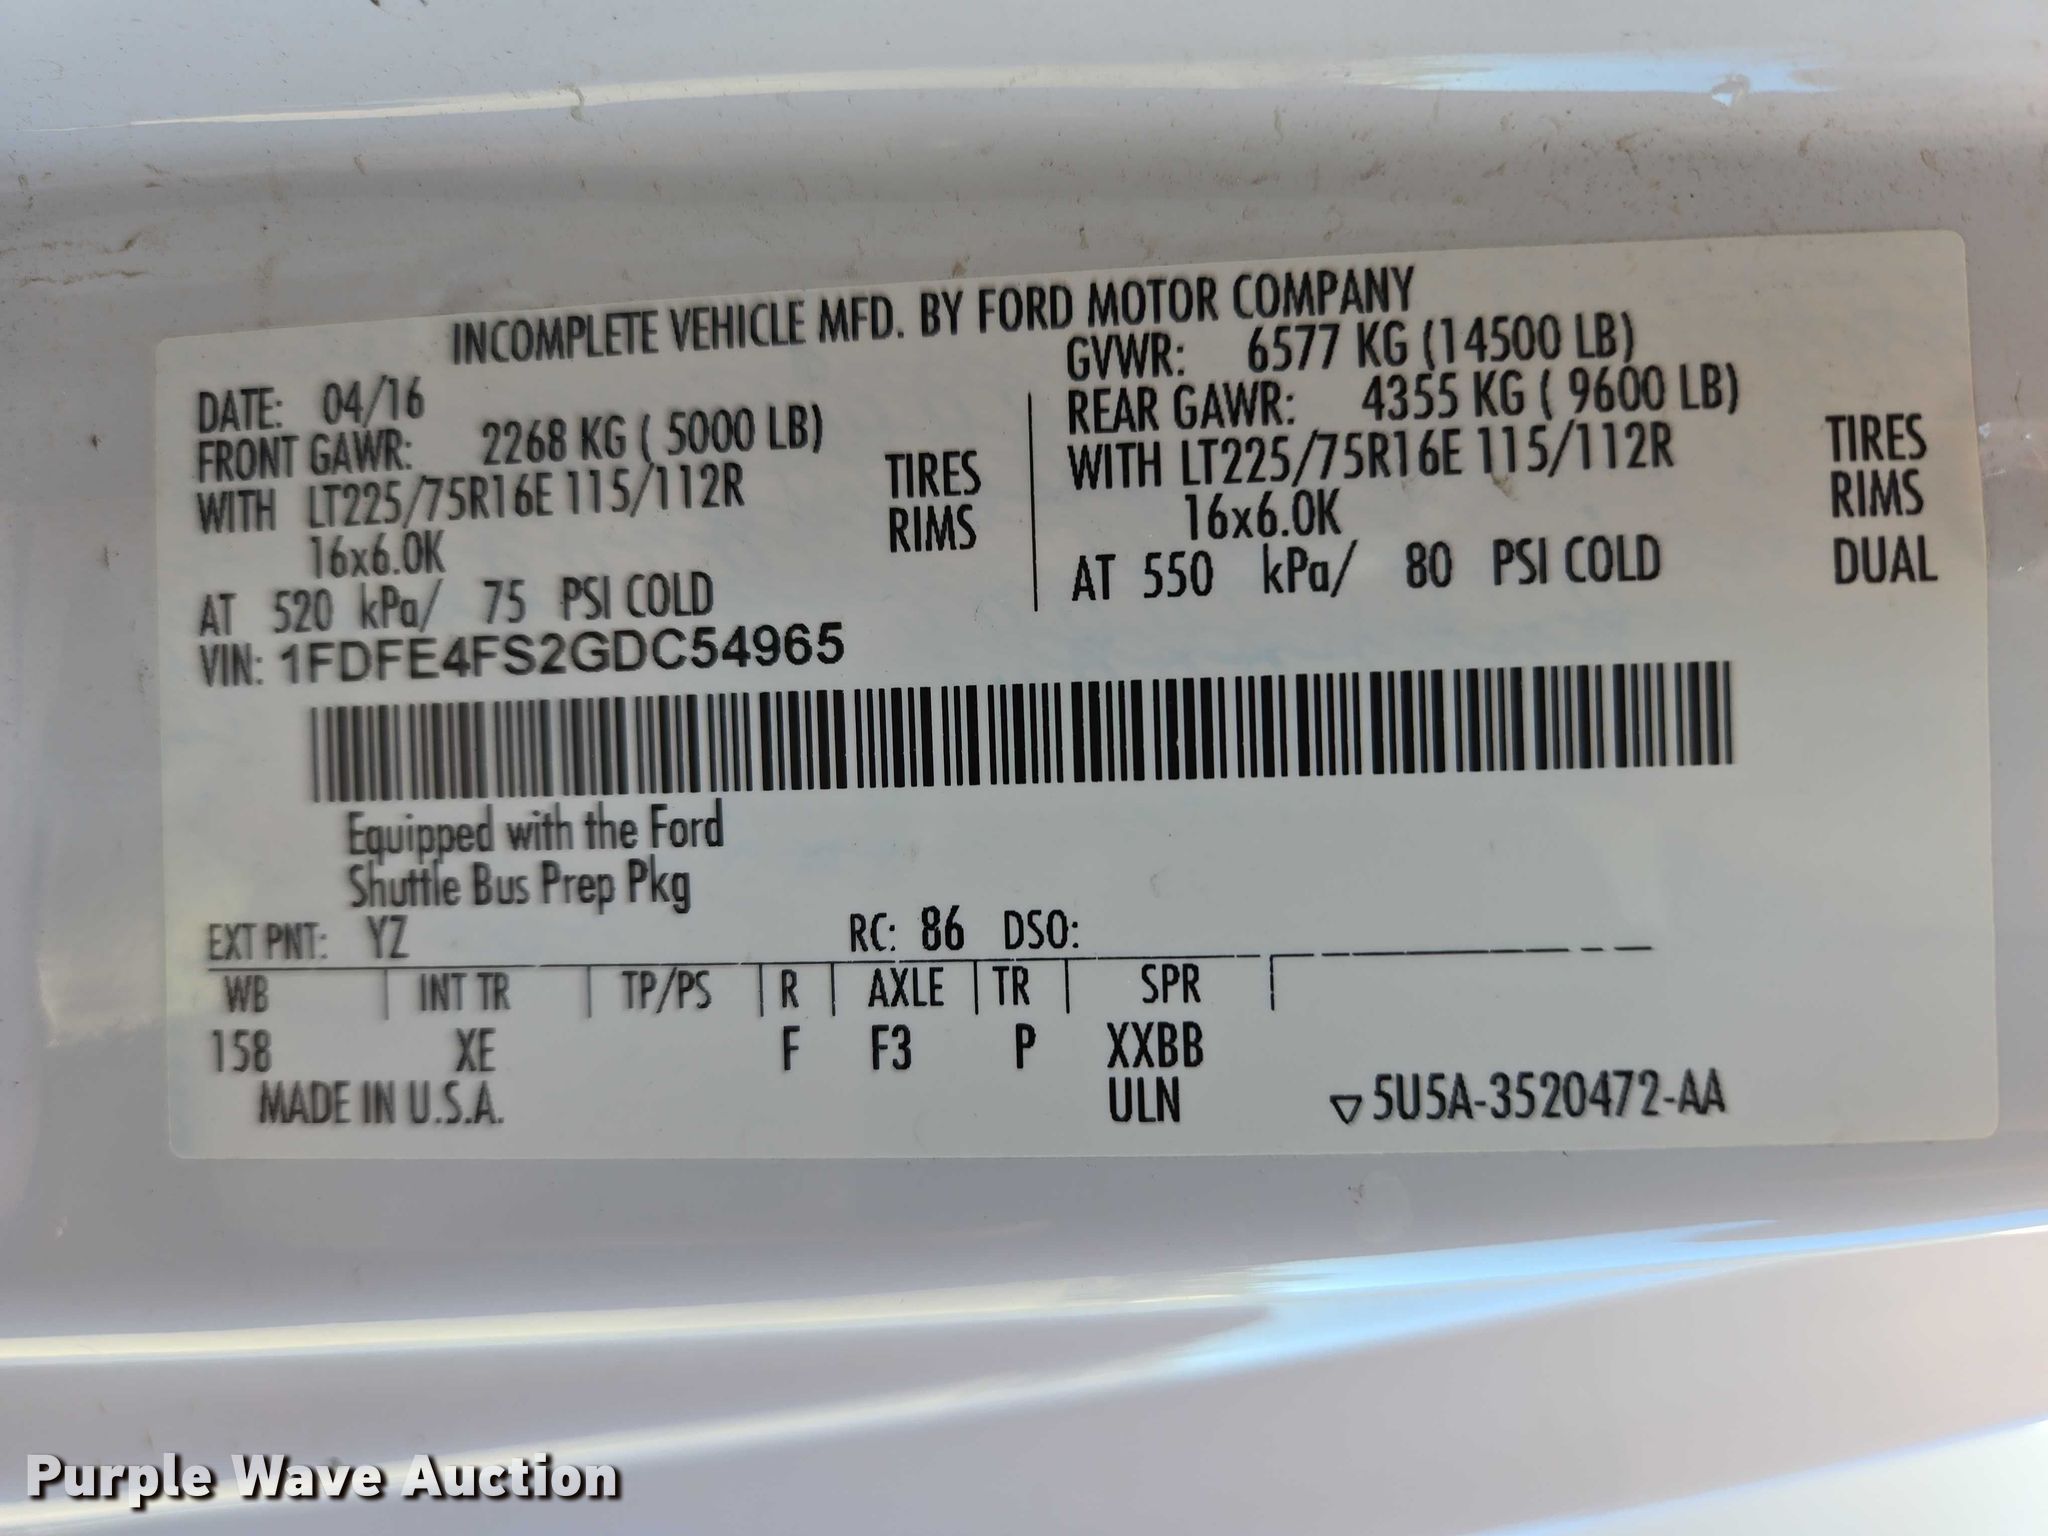 INCOMPLETE VEHICLE MFD. BY FORD MOTOR COMPANY
DATE: 04/16
GVWR: 6577 KG (14500 LB)
FRONT GAWR: 2268 KG ( 5000 LB)
REAR GAWR: 4355 KG ( 9600 LB)
WITH LT225/75R16E 115/112R TIRES
WITH LT225/75R16E 115/112R TIRES
16x6.0K RIMS
16x6.0K RIMS
AT 520 kPa/ 75 PSI COLD
AT 550 kPa/ 80 PSI COLD DUAL
VIN: 1FDFE4FS2GDC54965
Equipped with the Ford
Shuttle Bus Prep Pkg
EXT PNT: YZ RC: 86 DSO:
WB | INT TR | TP/PS | R | AXLE | TR | SPR |
158 XE F F3 P XXBB
MADE IN U.S.A. ULN ▽5U5A-3520472-AA
Purple Wave Auction